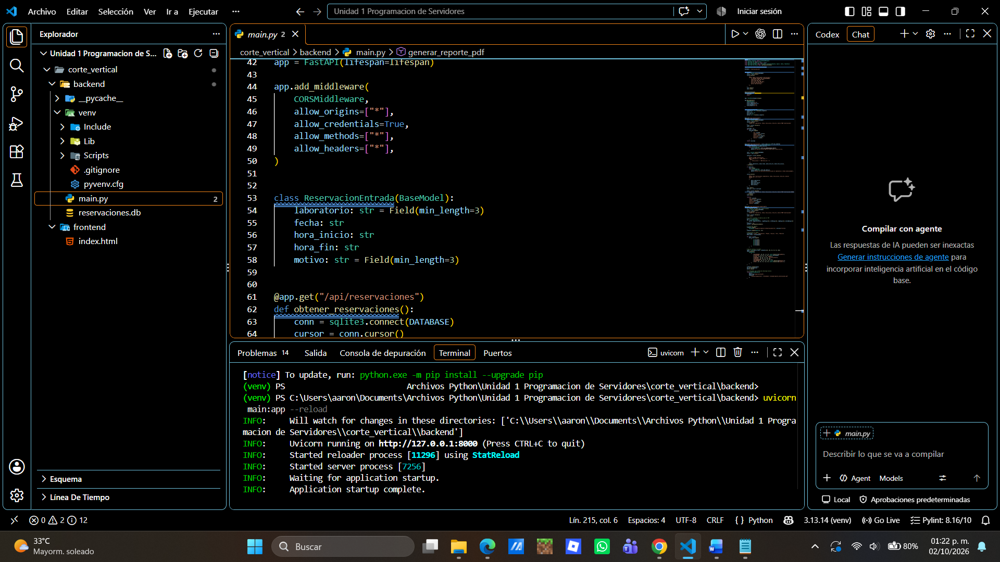 Archivo Editar Selección Ver Ir a Ejecutar ...
Unidad 1 Programacion de Servidores
Iniciar sesión
Explorador
Unidad 1 Programacion de S...
corte_vertical
backend
__pycache__
venv
Include
Lib
Scripts
.gitignore
pyvenv.cfg
main.py 2
reservaciones.db
frontend
index.html
Esquema
Línea De Tiempo
main.py 2
corte_vertical > backend > main.py > generar_reporte_pdf
42 app = FastAPI(lifespan=lifespan)
43
44 app.add_middleware(
45 CORSMiddleware,
46 allow_origins=["*"],
47 allow_credentials=True,
48 allow_methods=["*"],
49 allow_headers=["*"],
50 )
51
52
53 class ReservacionEntrada(BaseModel):
54 laboratorio: str = Field(min_length=3)
55 fecha: str
56 hora_inicio: str
57 hora_fin: str
58 motivo: str = Field(min_length=3)
59
60
61 @app.get("/api/reservaciones")
62 def obtener_reservaciones():
63 conn = sqlite3.connect(DATABASE)
64 cursor = conn.cursor()
Problemas 14 Salida Consola de depuración Terminal Puertos
uvicorn
[notice] To update, run: python.exe -m pip install --upgrade pip
(venv) PS Archivos Python\Unidad 1 Programacion de Servidores\corte_vertical\backend>
(venv) PS C:\Users\aaron\Documents\Archivos Python\Unidad 1 Programacion de Servidores\corte_vertical\backend> uvicorn
main:app --reload
INFO: Will watch for changes in these directories: ['C:\\Users\\aaron\\Documents\\Archivos Python\\Unidad 1 Progra
macion de Servidores\\corte_vertical\\backend']
INFO: Uvicorn running on http://127.0.0.1:8000 (Press CTRL+C to quit)
INFO: Started reloader process [11296] using StatReload
INFO: Started server process [7256]
INFO: Waiting for application startup.
INFO: Application startup complete.
Codex Chat
Compilar con agente
Las respuestas de IA pueden ser inexactas
Generar instrucciones de agente para
incorporar inteligencia artificial en el código
base.
main.py
Describir lo que se va a compilar
Agent Models
Local Aprobaciones predeterminadas
0 2 12
Lín. 215, col. 6 Espacios: 4 UTF-8 CRLF { } Python 3.13.14 (venv) Go Live Pylint: 8.16/10
33°C
Mayorm. soleado
Buscar
80%
01:22 p. m.
02/10/2026